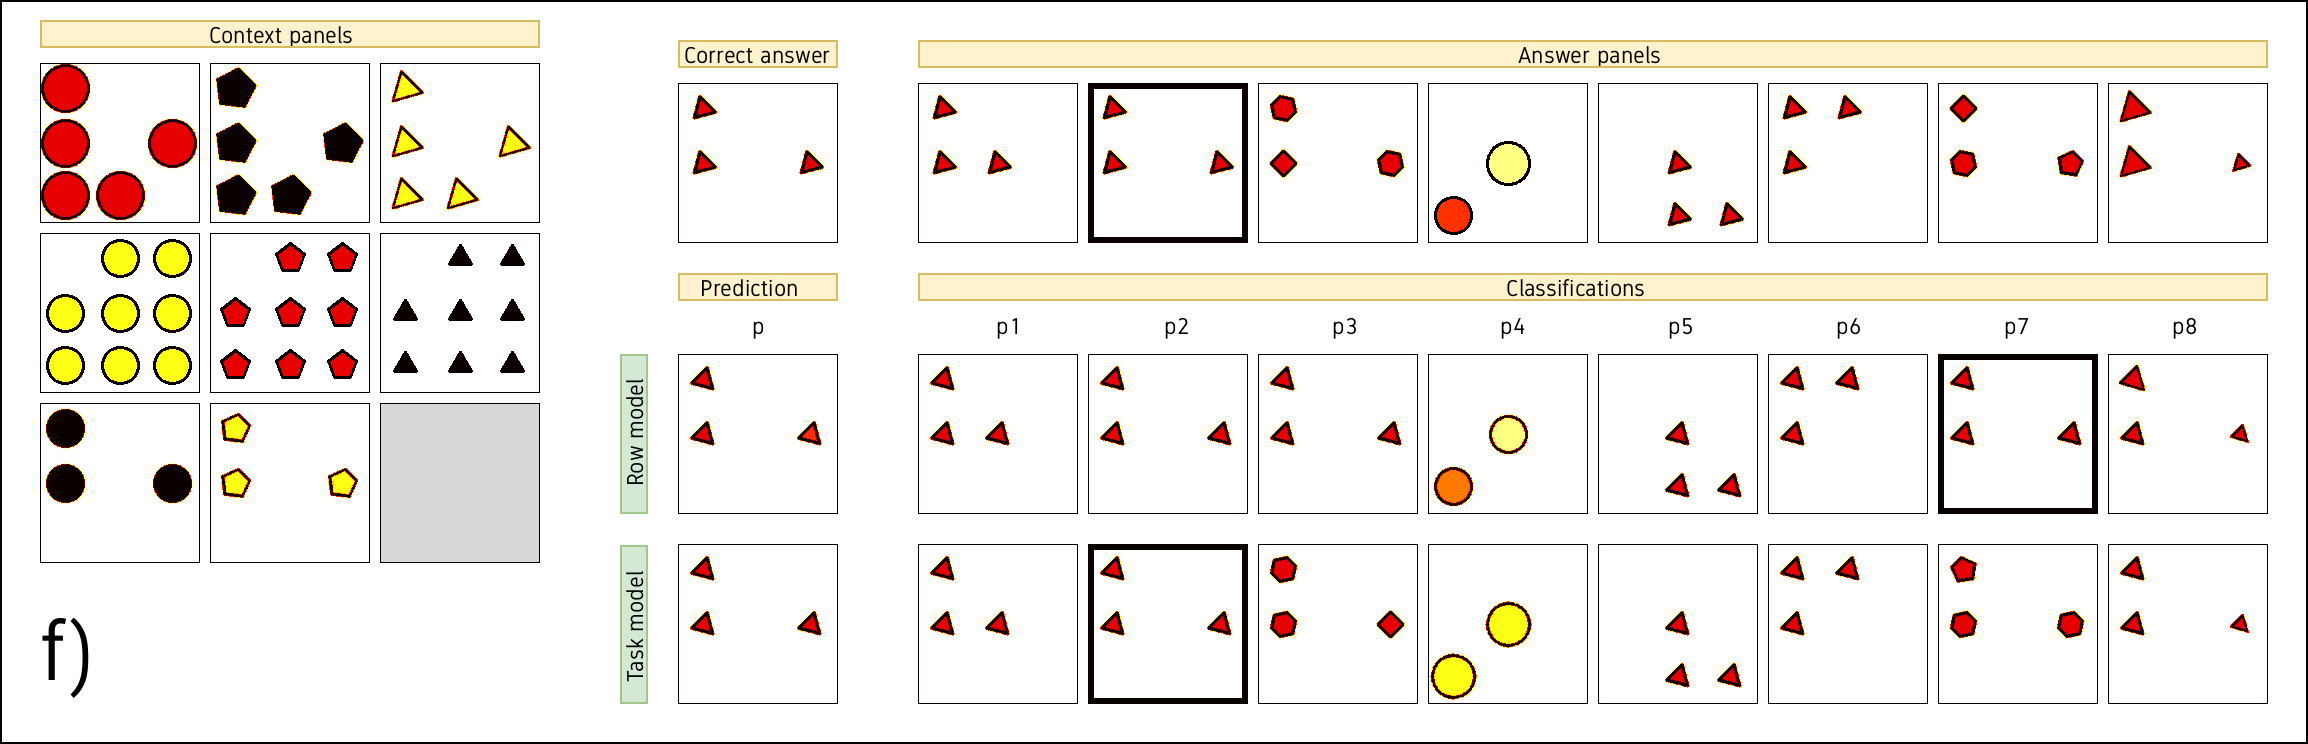 Context panels
Correct answer
Answer panels
Prediction
Classifications
p
p1
p2
p3
p4
p5
p6
p7
p8
Row model
Task model
f)